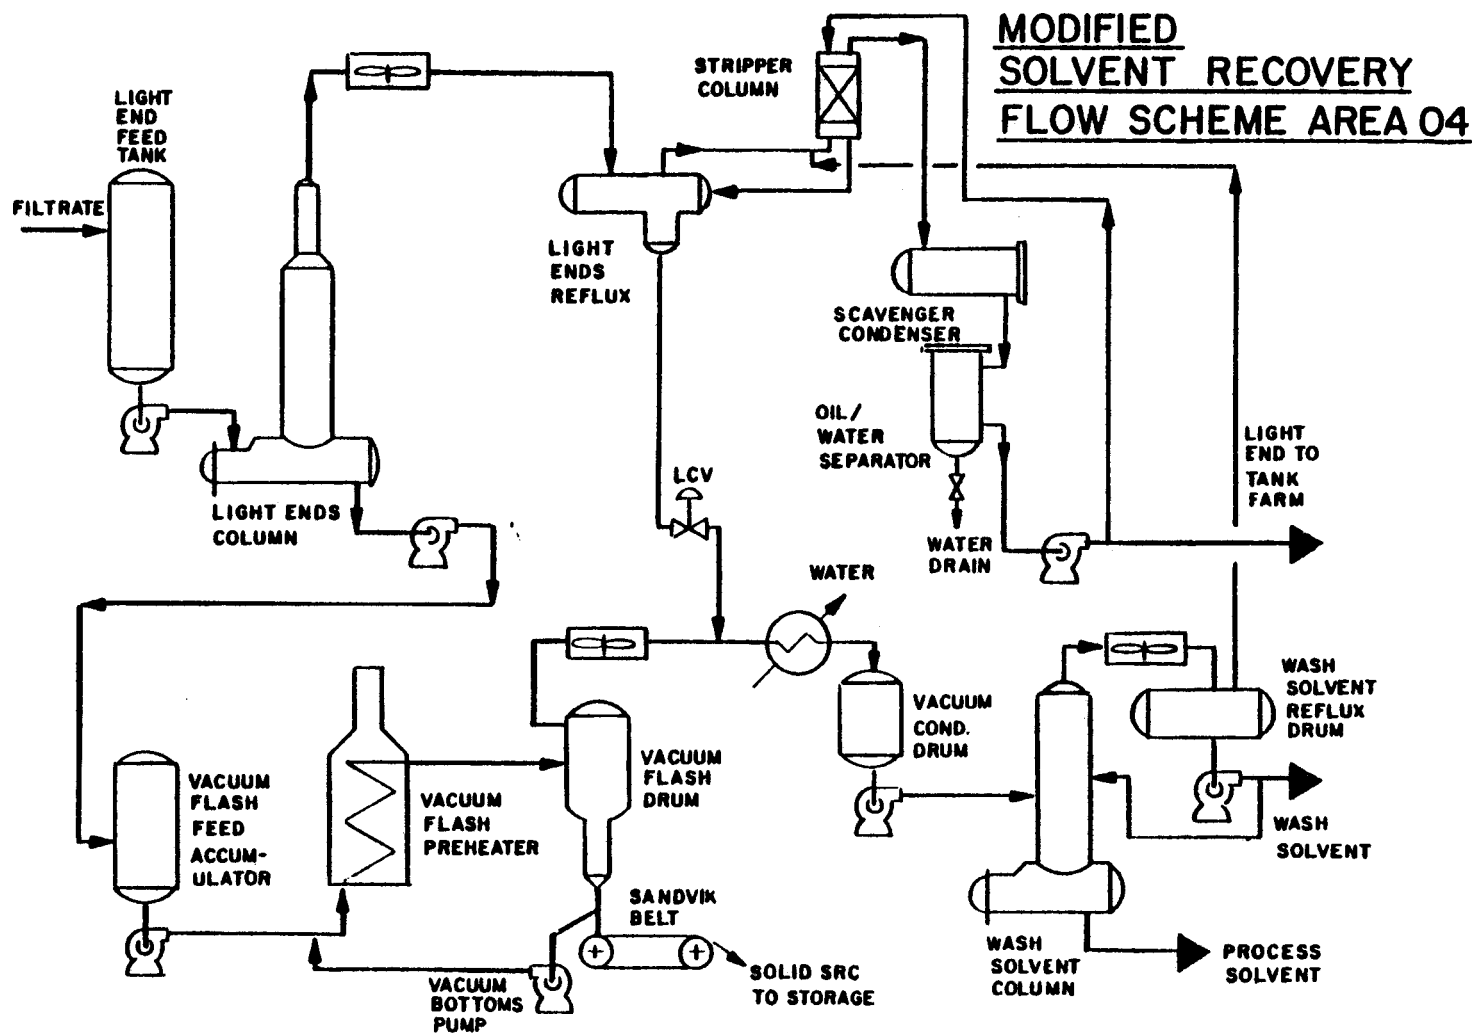 MODIFIED
SOLVENT RECOVERY
FLOW SCHEME AREA 04
STRIPPER
COLUMN
LIGHT
END
FEED
TANK
FILTRATE
LIGHT
ENDS
REFLUX
SCAVENGER
CONDENSER
OIL/
WATER
SEPARATOR
LIGHT
END TO
TANK
FARM
LCV
LIGHT ENDS
COLUMN
WATER
DRAIN
WATER
WASH
SOLVENT
REFLUX
DRUM
VACUUM
COND.
DRUM
VACUUM
FLASH
DRUM
VACUUM
FLASH
FEED
ACCUM-
ULATOR
VACUUM
FLASH
PREHEATER
WASH
SOLVENT
SANDVIK
BELT
WASH
SOLVENT
COLUMN
PROCESS
SOLVENT
SOLID SRC
TO STORAGE
VACUUM
BOTTOMS
PUMP